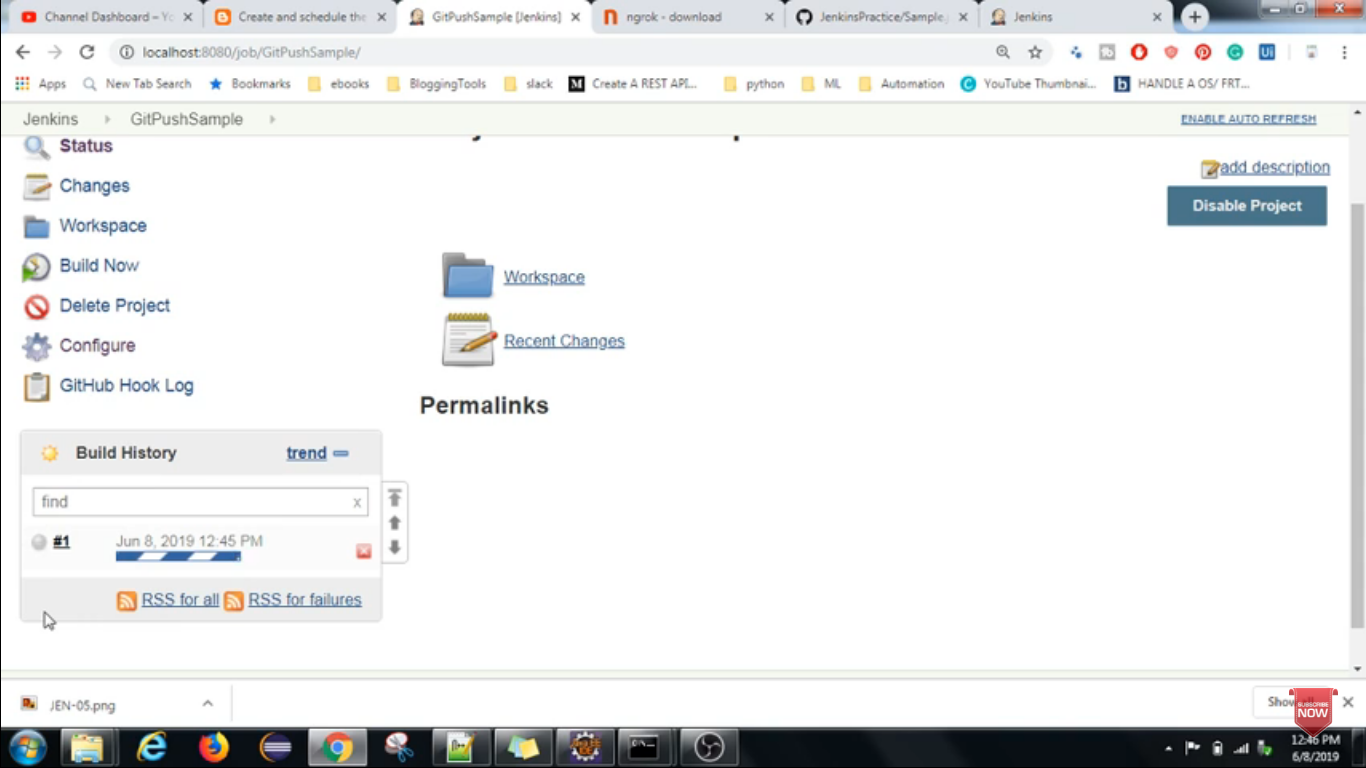 Channel Dashboard – Yo
Create and schedule the
GitPushSample [Jenkins]
ngrok - download
JenkinsPractice/Sample.j
Jenkins
localhost:8080/job/GitPushSample/
Apps
New Tab Search
Bookmarks
ebooks
BloggingTools
slack
Create A REST API...
python
ML
Automation
YouTube Thumbnai...
HANDLE A OS/ FRT...
Jenkins
GitPushSample
ENABLE AUTO REFRESH
Status
add description
Changes
Disable Project
Workspace
Build Now
Workspace
Delete Project
Configure
Recent Changes
GitHub Hook Log
Permalinks
Build History
trend
find
x
#1
Jun 8, 2019 12:45 PM
RSS for all
RSS for failures
JEN-05.png
SUBSCRIBE
NOW
12:46 PM
6/8/2019